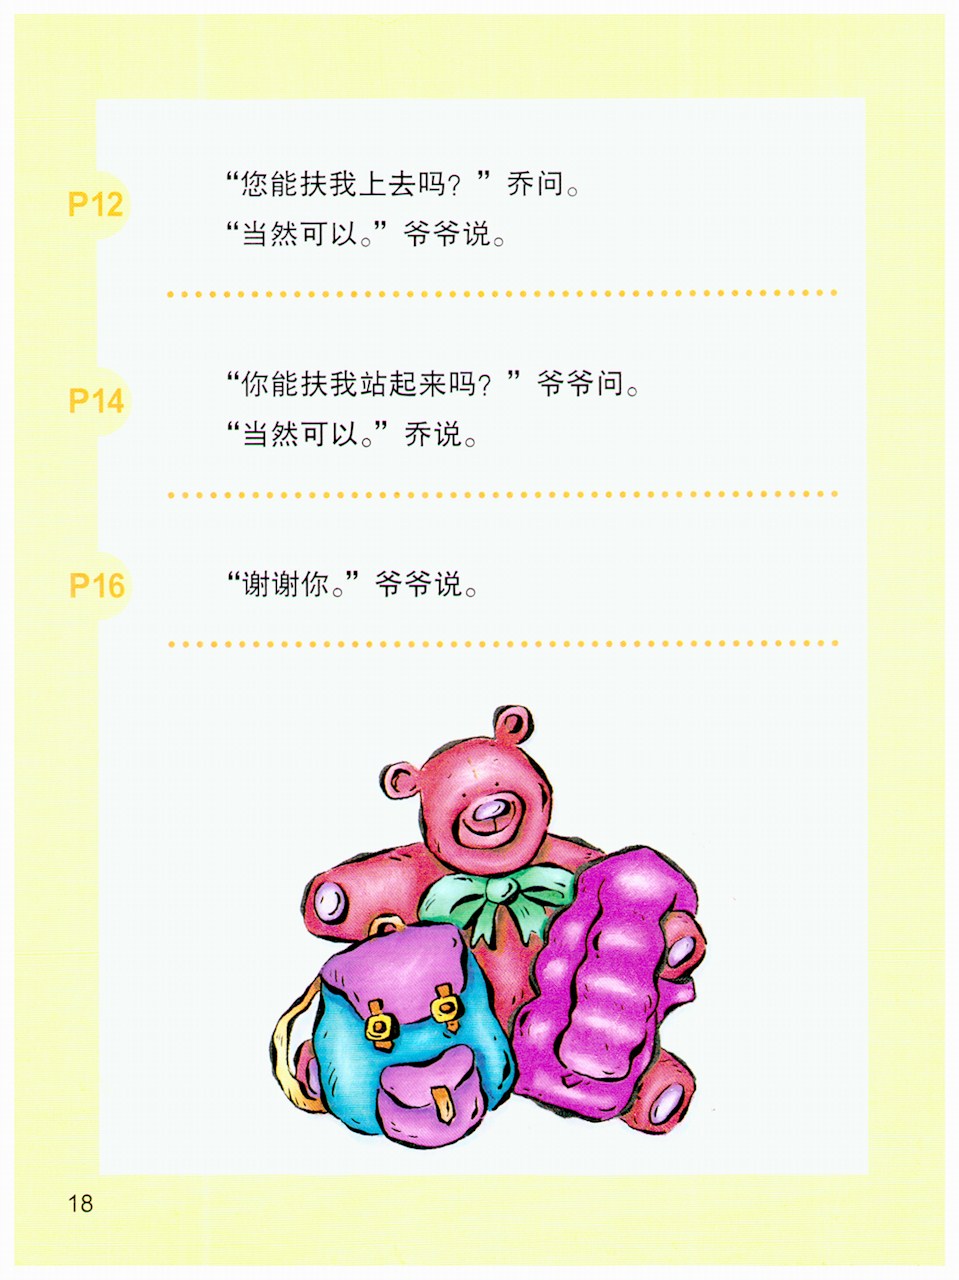 P12
“您能扶我上去吗？”乔问。
“当然可以。”爷爷说。
P14
“你能扶我站起来吗？”爷爷问。
“当然可以。”乔说。
P16
“谢谢你。”爷爷说。
18